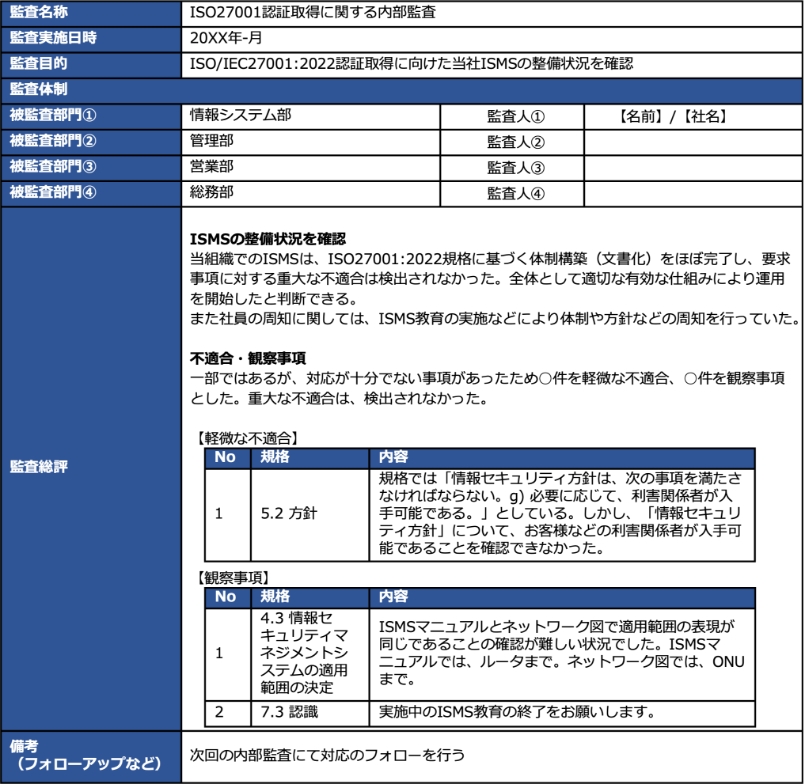 監査名称 ISO27001認証取得に関する内部監査
監査実施日時 20XX年-月
監査目的 ISO/IEC27001:2022認証取得に向けた当社ISMSの整備状況を確認
監査体制
被監査部門① 情報システム部 監査人① 【名前】/【社名】
被監査部門② 管理部 監査人②
被監査部門③ 営業部 監査人③
被監査部門④ 総務部 監査人④
監査総評
ISMSの整備状況を確認
当組織でのISMSは、ISO27001:2022規格に基づく体制構築（文書化）をほぼ完了し、要求
事項に対する重大な不適合は検出されなかった。全体として適切な有効な仕組みにより運用
を開始したと判断できる。
また社員の周知に関しては、ISMS教育の実施などにより体制や方針などの周知を行っていた。
不適合・観察事項
一部ではあるが、対応が十分でない事項があったため○件を軽微な不適合、○件を観察事項
とした。重大な不適合は、検出されなかった。
【軽微な不適合】
No 規格 内容
1 5.2 方針
規格では「情報セキュリティ方針は、次の事項を満たさ
なければならない。g) 必要に応じて、利害関係者が入
手可能である。」としている。しかし、「情報セキュリ
ティ方針」について、お客様などの利害関係者が入手可
能であることを確認できなかった。
【観察事項】
No 規格 内容
1
4.3 情報セ
キュリティマ
ネジメントシ
ステムの適用
範囲の決定
ISMSマニュアルとネットワーク図で適用範囲の表現が
同じであることの確認が難しい状況でした。ISMSマ
ニュアルでは、ルータまで。ネットワーク図では、ONU
まで。
2 7.3 認識 実施中のISMS教育の終了をお願いします。
備考
（フォローアップなど）
次回の内部監査にて対応のフォローを行う